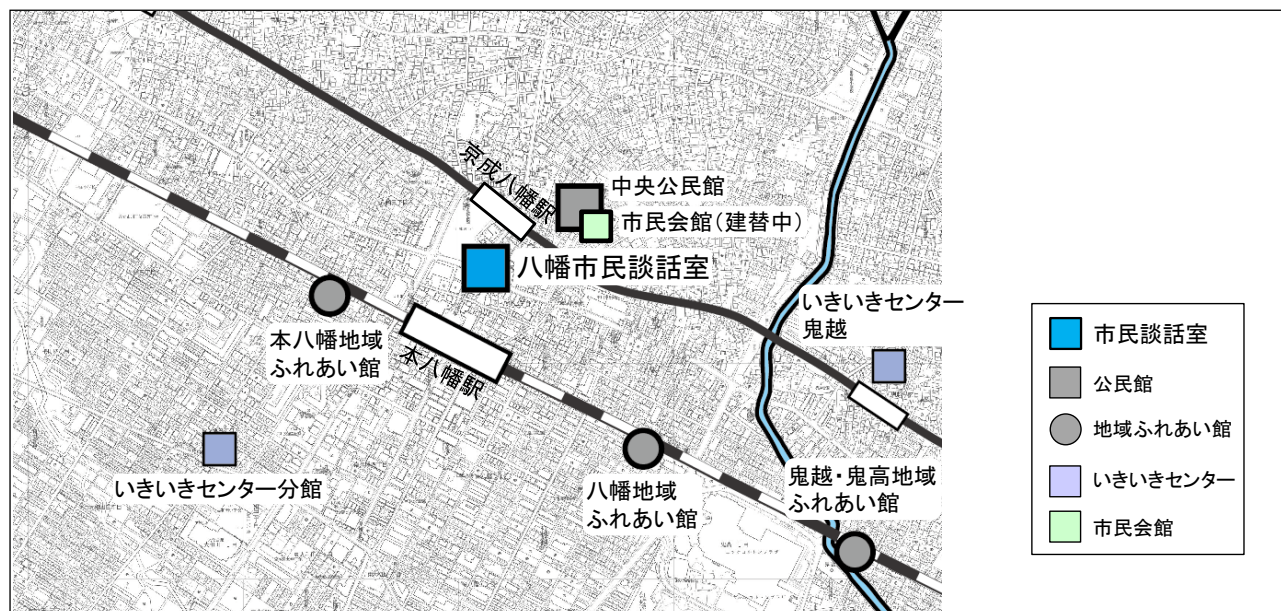 京成八幡駅
中央公民館
市民会館(建替中)
八幡市民談話室
いきいきセンター
鬼越
本八幡地域
ふれあい館
本八幡駅
いきいきセンター分館
八幡地域
ふれあい館
鬼越・鬼高地域
ふれあい館
市民談話室
公民館
地域ふれあい館
いきいきセンター
市民会館